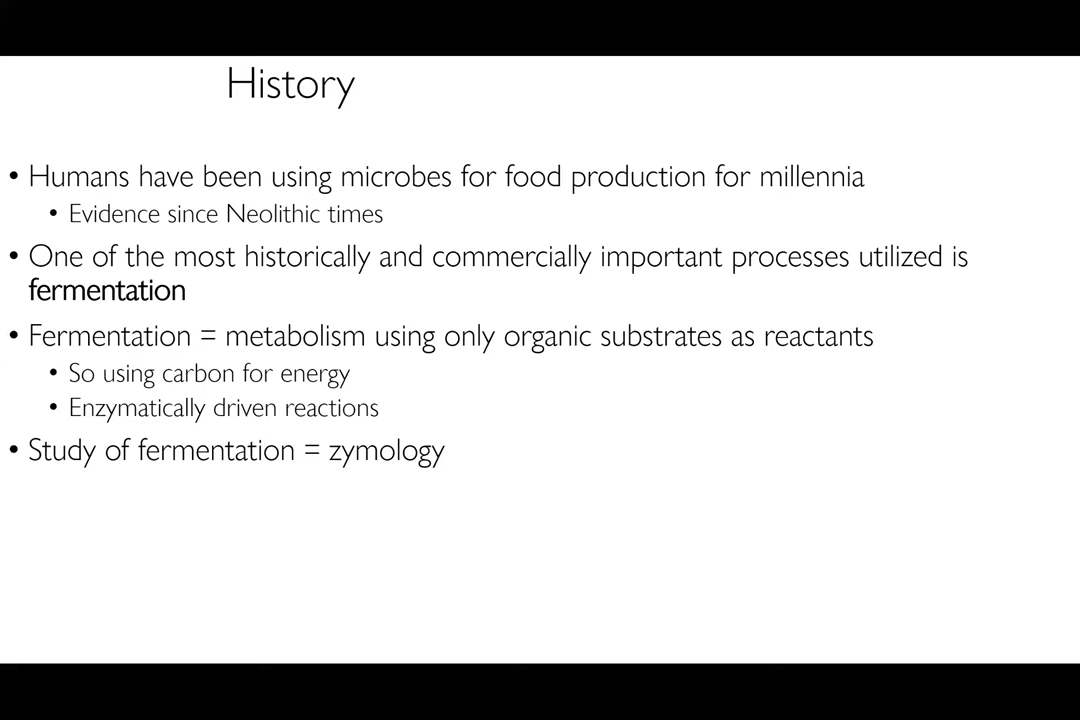 History
• Humans have been using microbes for food production for millennia
• Evidence since Neolithic times
• One of the most historically and commercially important processes utilized is
fermentation
• Fermentation = metabolism using only organic substrates as reactants
• So using carbon for energy
• Enzymatically driven reactions
• Study of fermentation = zymology